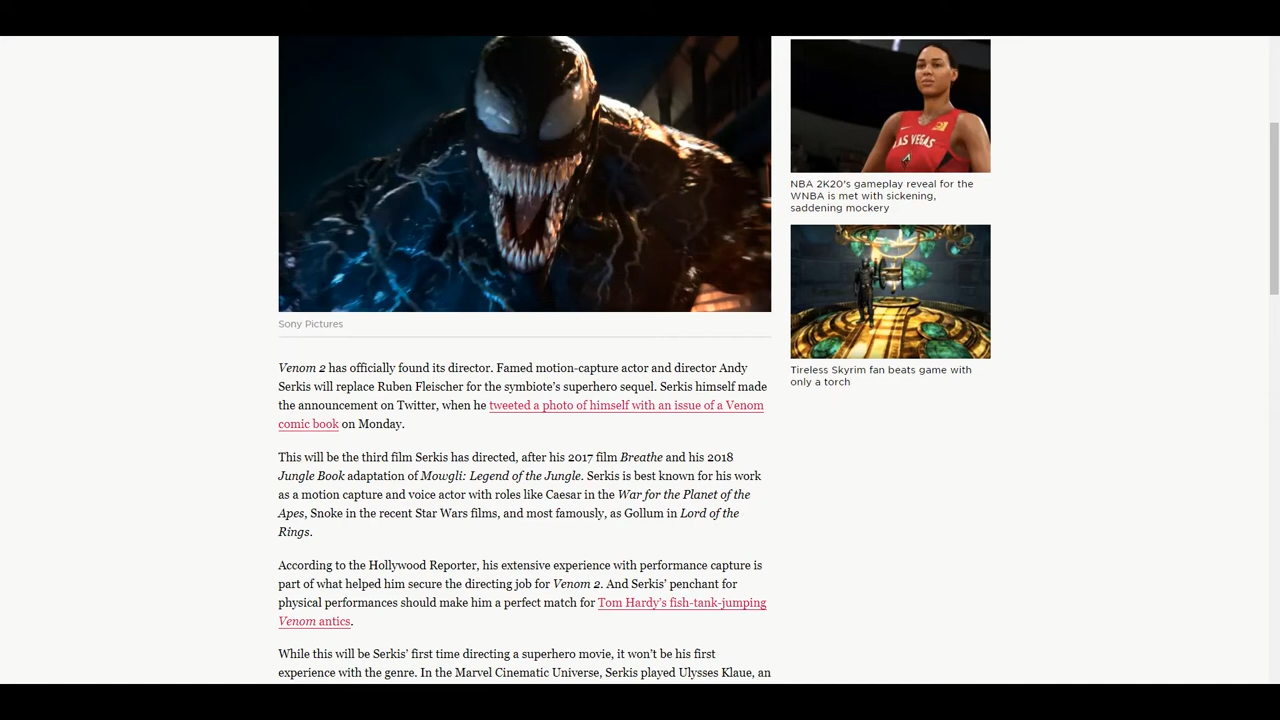 LAS VEGAS
NBA 2K20's gameplay reveal for the
WNBA is met with sickening,
saddening mockery
Tireless Skyrim fan beats game with
only a torch
Sony Pictures
Venom 2 has officially found its director. Famed motion-capture actor and director Andy
Serkis will replace Ruben Fleischer for the symbiote’s superhero sequel. Serkis himself made
the announcement on Twitter, when he tweeted a photo of himself with an issue of a Venom
comic book on Monday.
This will be the third film Serkis has directed, after his 2017 film Breathe and his 2018
Jungle Book adaptation of Mowgli: Legend of the Jungle. Serkis is best known for his work
as a motion capture and voice actor with roles like Caesar in the War for the Planet of the
Apes, Snoke in the recent Star Wars films, and most famously, as Gollum in Lord of the
Rings.
According to the Hollywood Reporter, his extensive experience with performance capture is
part of what helped him secure the directing job for Venom 2. And Serkis’ penchant for
physical performances should make him a perfect match for Tom Hardy’s fish-tank-jumping
Venom antics.
While this will be Serkis’ first time directing a superhero movie, it won’t be his first
experience with the genre. In the Marvel Cinematic Universe, Serkis played Ulysses Klaue, an